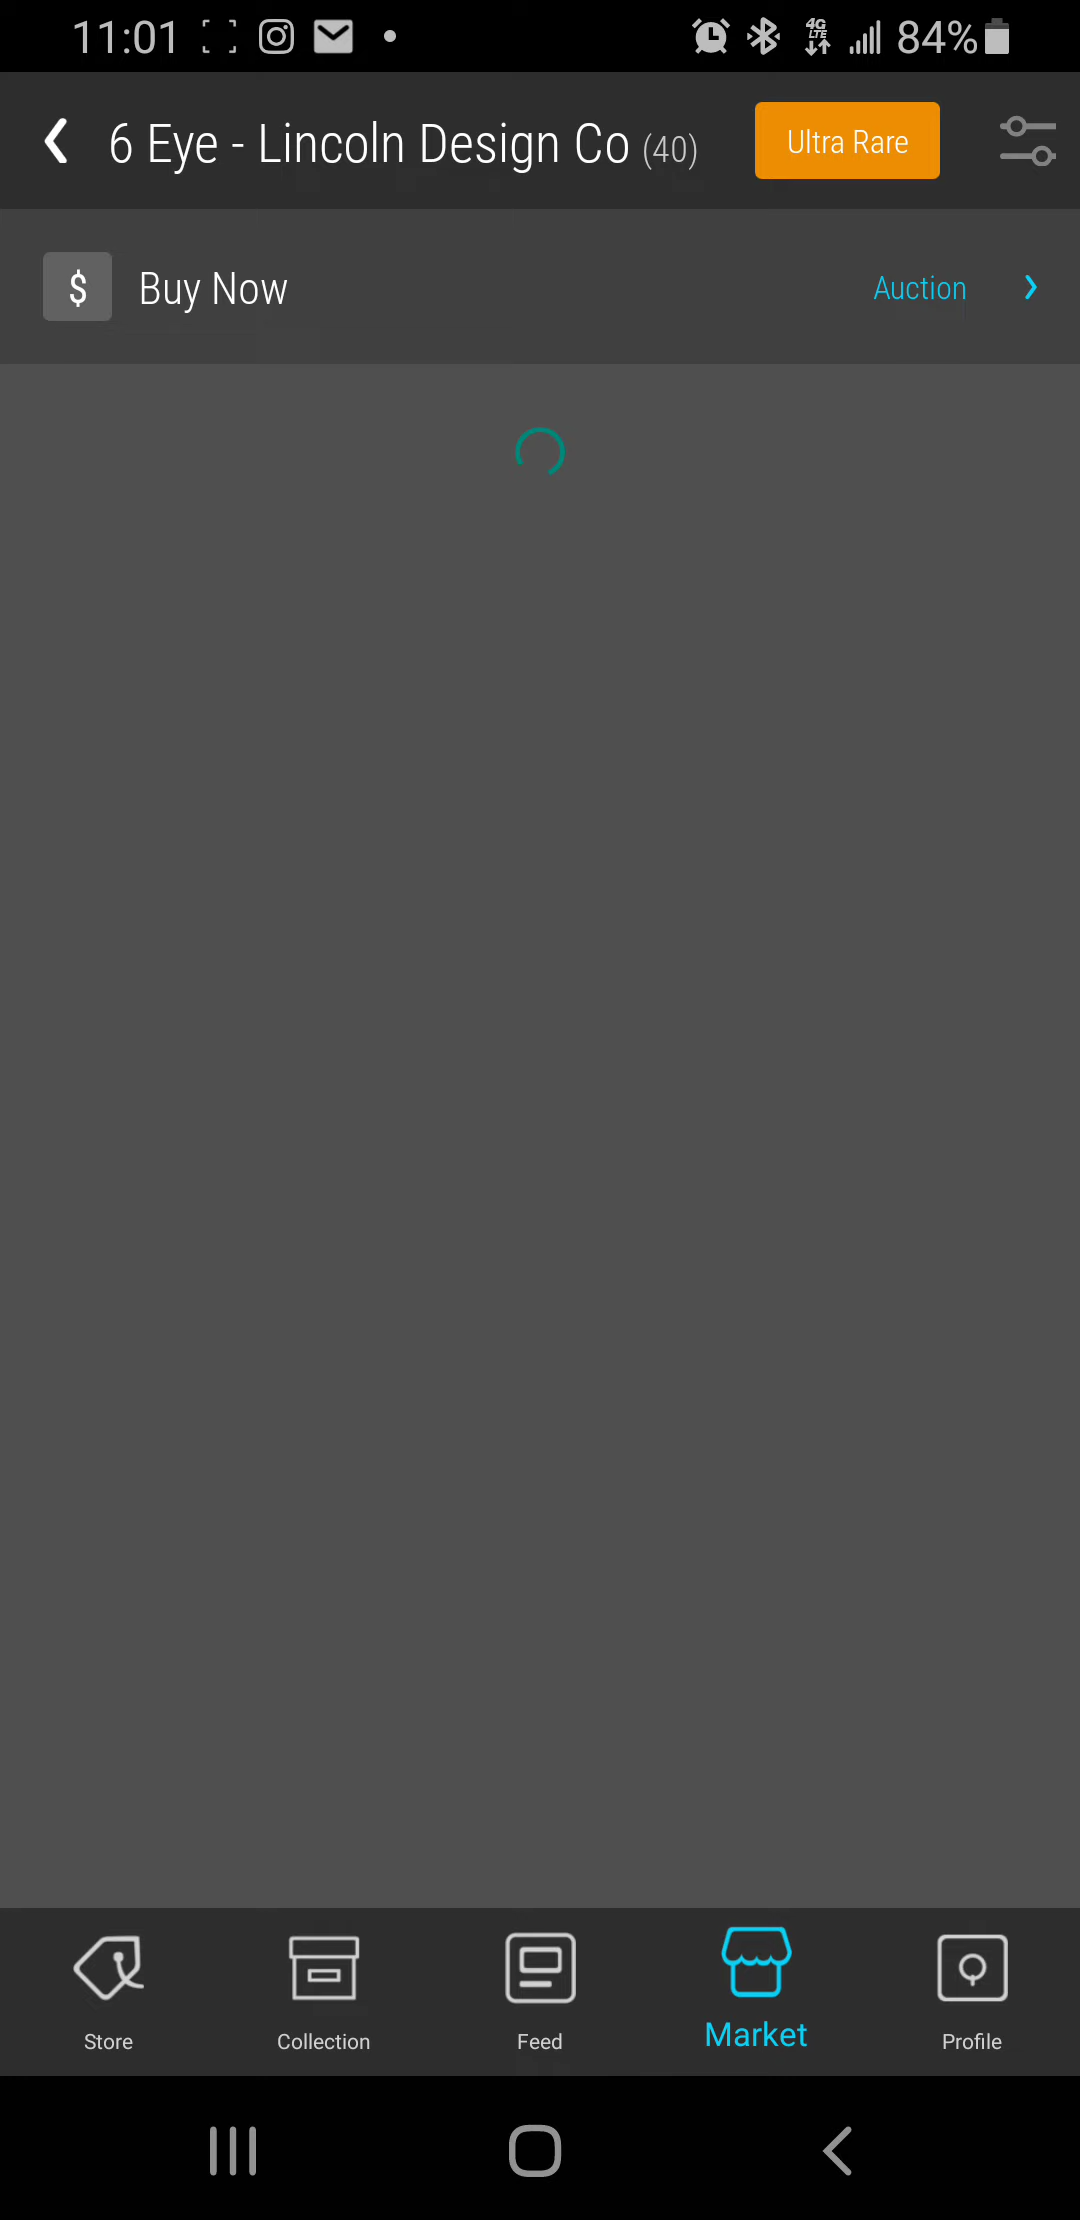 11:01 84%
6 Eye - Lincoln Design Co (40) Ultra Rare
$ Buy Now Auction
Store Collection Feed Market Profile